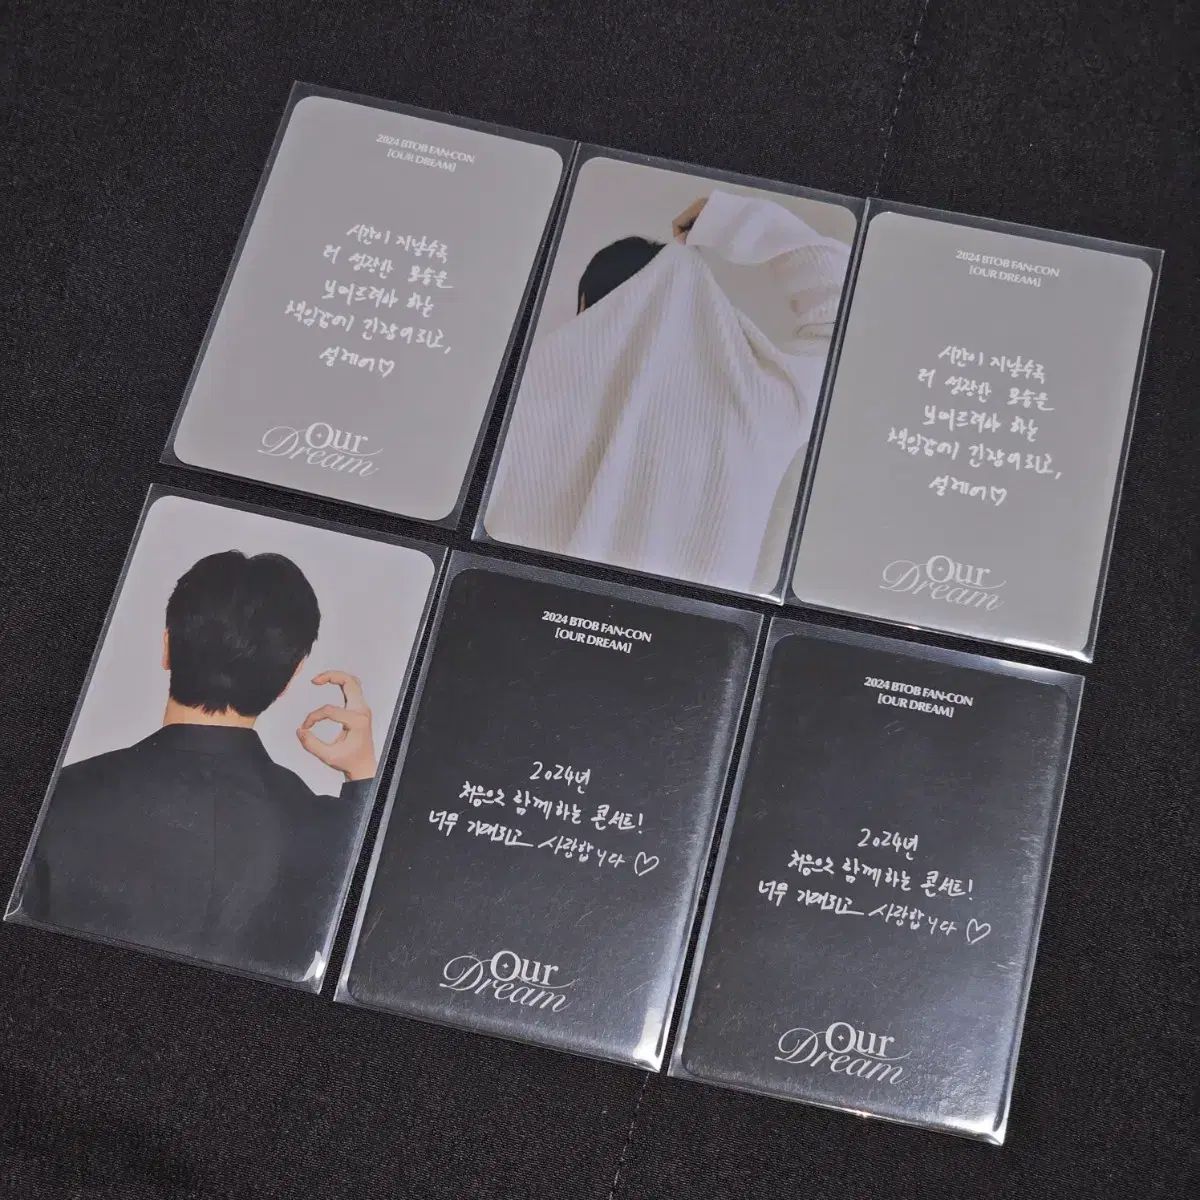 2024 BTOB FAN-CON
[OUR DREAM]
시간이 지날수록
더 성장한 모습을
보여드려야 하는
책임감에 긴장이 되고,
설레어♡
Our
Dream
2024 BTOB FAN-CON
[OUR DREAM]
시간이 지날수록
더 성장한 모습을
보여드려야 하는
책임감에 긴장이 되고,
설레어♡
Our
Dream
2024 BTOB FAN-CON
[OUR DREAM]
2024년
처음으로 함께하는 콘서트!
너무 기대되고 사랑합니다 ♡
Our
Dream
2024 BTOB FAN-CON
[OUR DREAM]
2024년
처음으로 함께하는 콘서트!
너무 기대되고 사랑합니다 ♡
Our
Dream